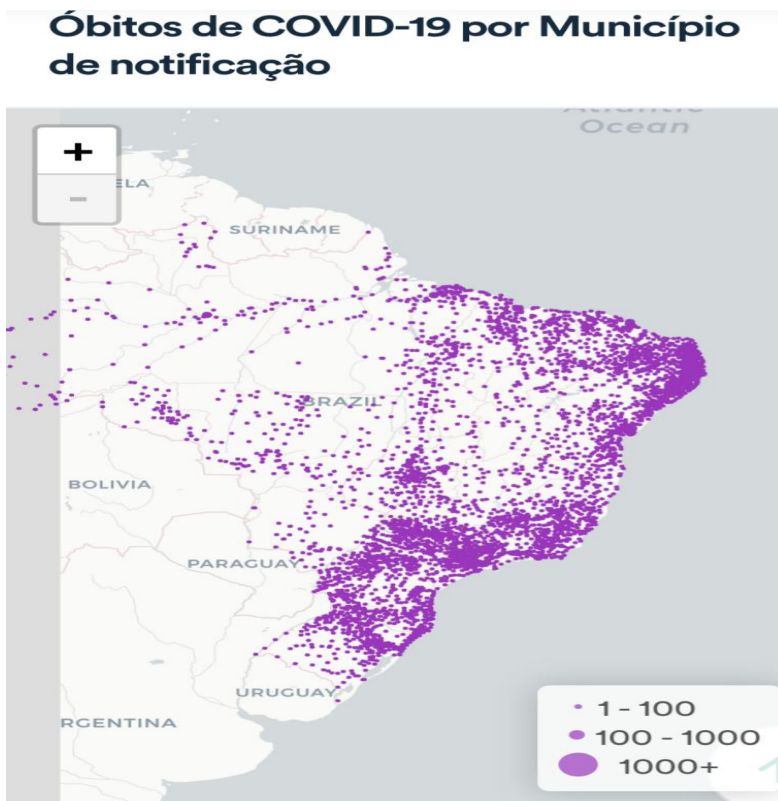 Óbitos de COVID-19 por Município
de notificação
Ocean
+
ELA
-
SURINAME
BRAZIL
BOLIVIA
PARAGUAY
URUGUAY
RGENTINA
1 - 100
100 - 1000
1000+